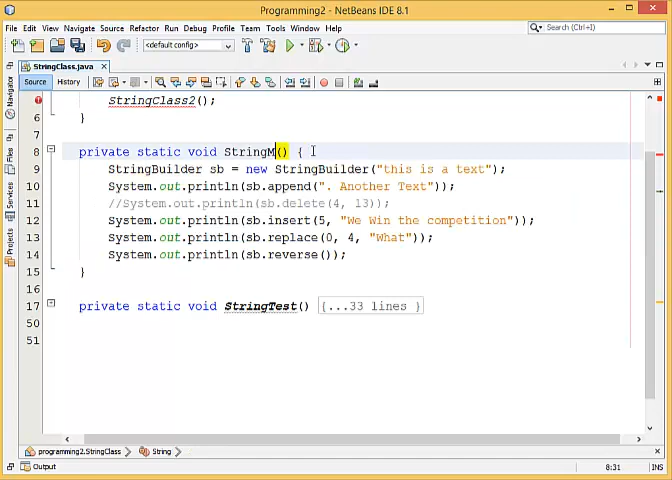 Programming2 - NetBeans IDE 8.1
File Edit View Navigate Source Refactor Run Debug Profile Team Tools Window Help
Search (Ctrl+I)
<default config>
StringClass.java
Source History
Navigator
Files
Services
Projects
StringClass2();
6 }
7
8 private static void StringM() {
9 StringBuilder sb = new StringBuilder("this is a text");
10 System.out.println(sb.append(". Another Text"));
11 //System.out.println(sb.delete(4, 13));
12 System.out.println(sb.insert(5, "We Win the competition"));
13 System.out.println(sb.replace(0, 4, "What"));
14 System.out.println(sb.reverse());
15 }
16
17 private static void StringTest() {...33 lines }
50
51
programming2.StringClass String
Output
8:31 INS